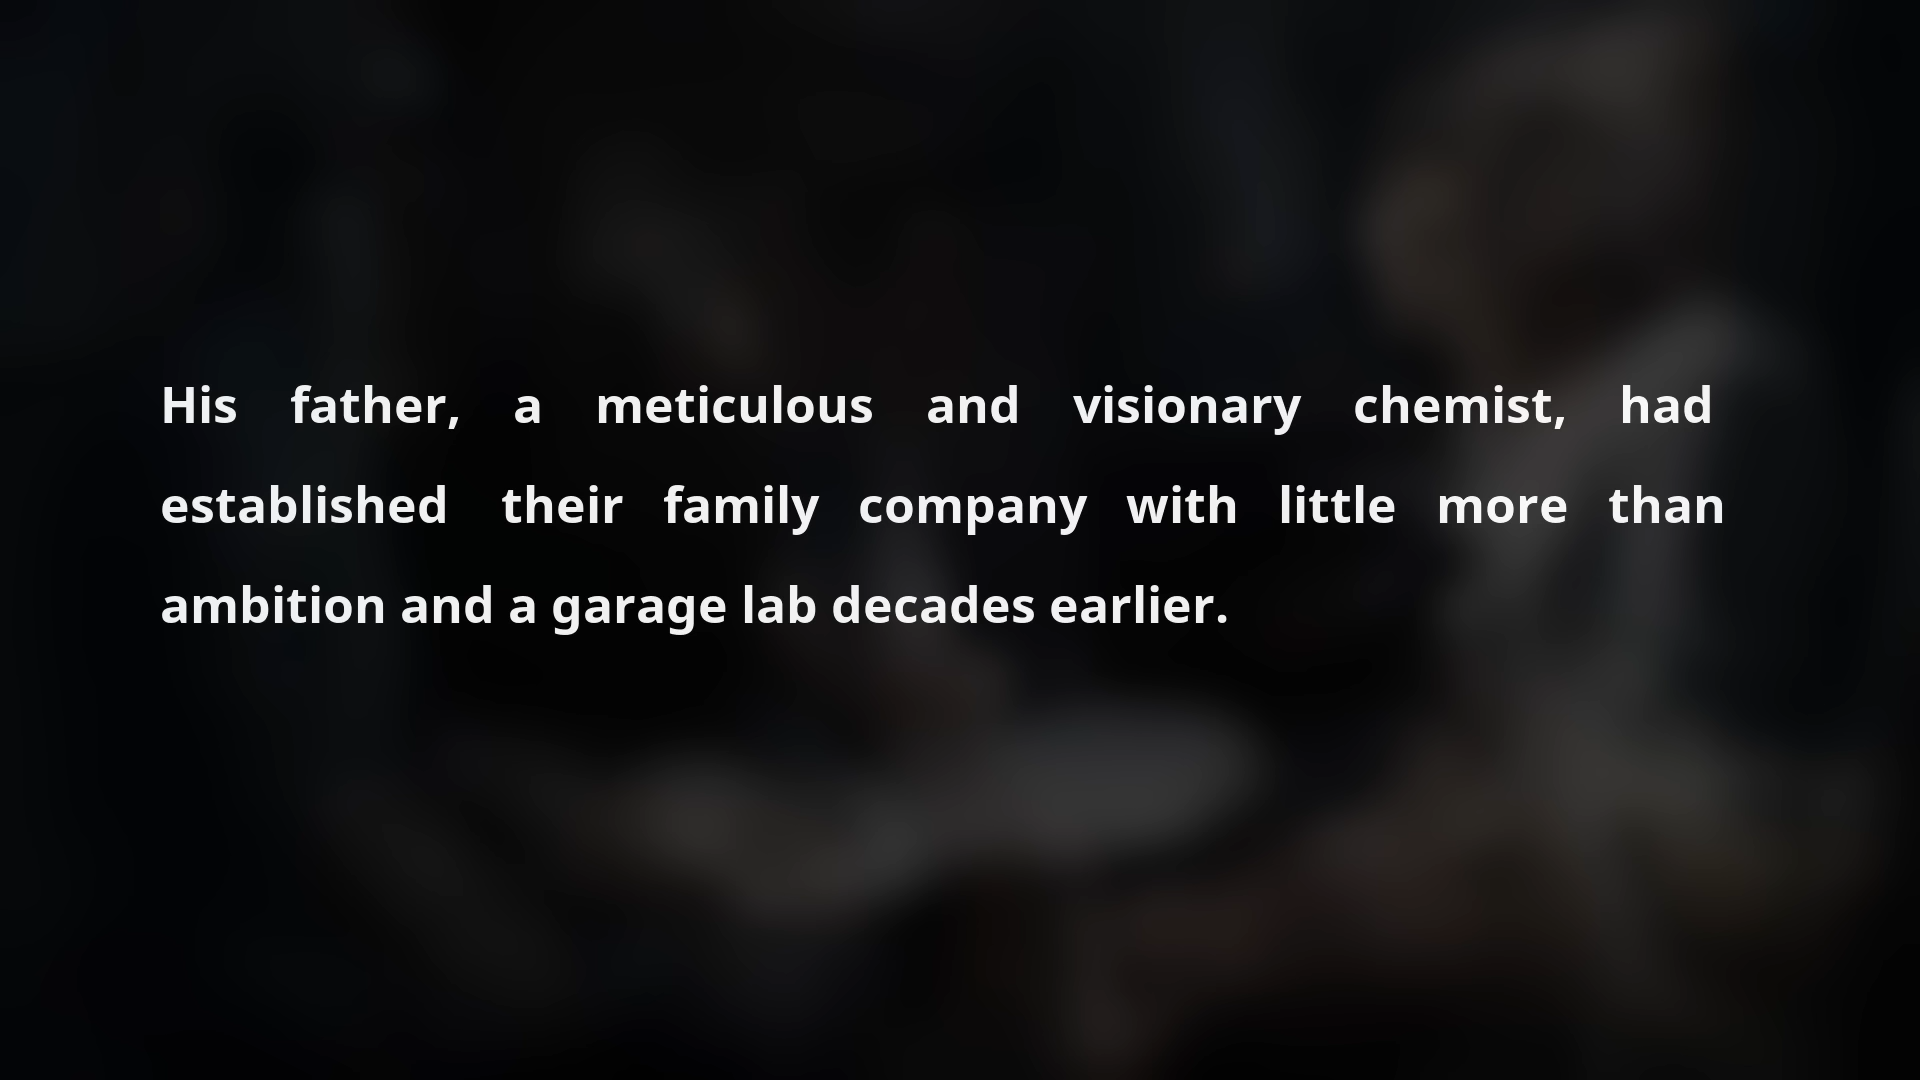 His father, a meticulous and visionary chemist, had
established their family company with little more than
ambition and a garage lab decades earlier.